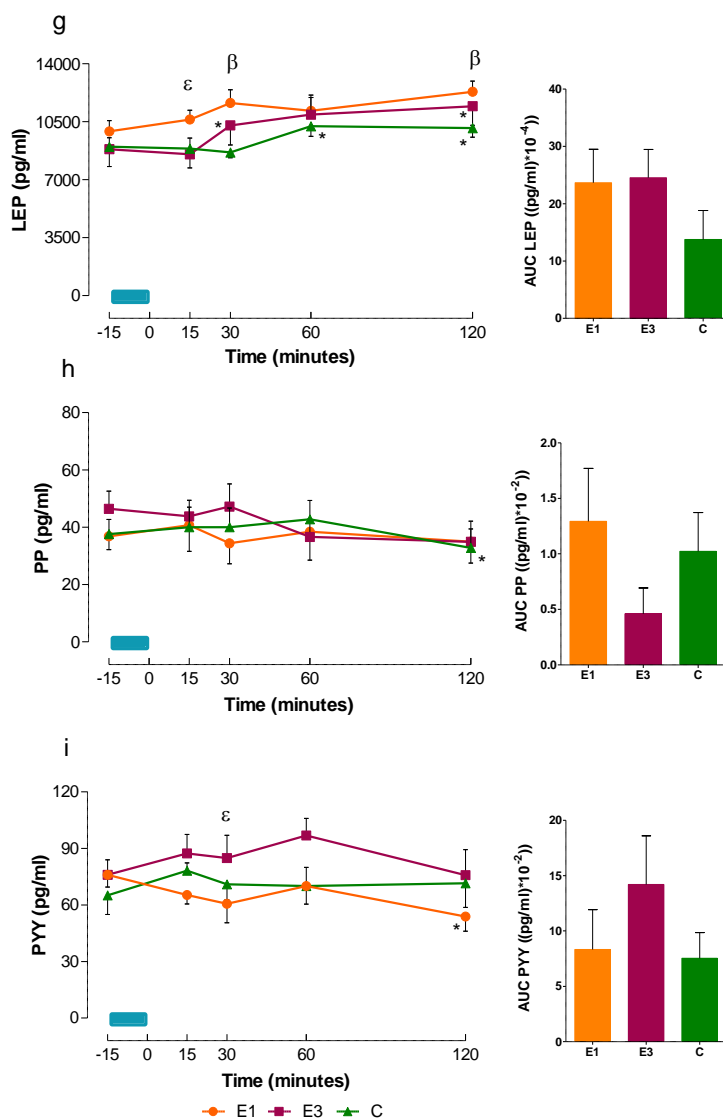 g
ε
β
β
14000
10500
7000
3500
0
LEP (pg/ml)
*
*
*
*
-15
0
15
30
60
120
Time (minutes)
40
30
20
10
0
AUC LEP ((pg/ml)*10⁻⁴))
E1
E3
C
h
80
60
40
20
0
PP (pg/ml)
*
-15
0
15
30
60
120
Time (minutes)
2.0
1.5
1.0
0.5
0.0
AUC PP ((pg/ml)*10⁻²))
E1
E3
C
i
ε
120
90
60
30
0
PYY (pg/ml)
*
-15
0
15
30
60
120
Time (minutes)
20
15
10
5
0
AUC PYY ((pg/ml)*10⁻²))
E1
E3
C
E1 E3 C